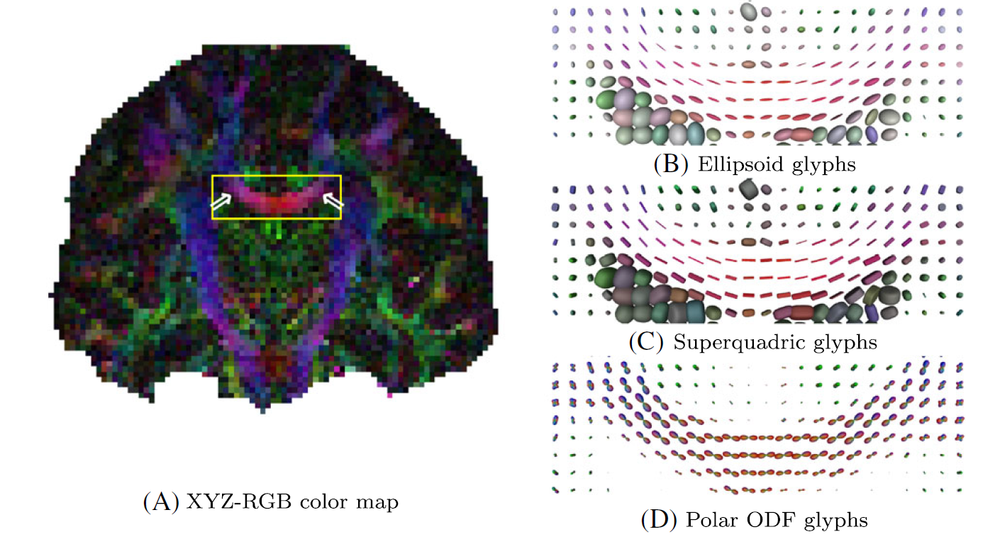 (B) Ellipsoid glyphs
(C) Superquadric glyphs
(A) XYZ-RGB color map
(D) Polar ODF glyphs